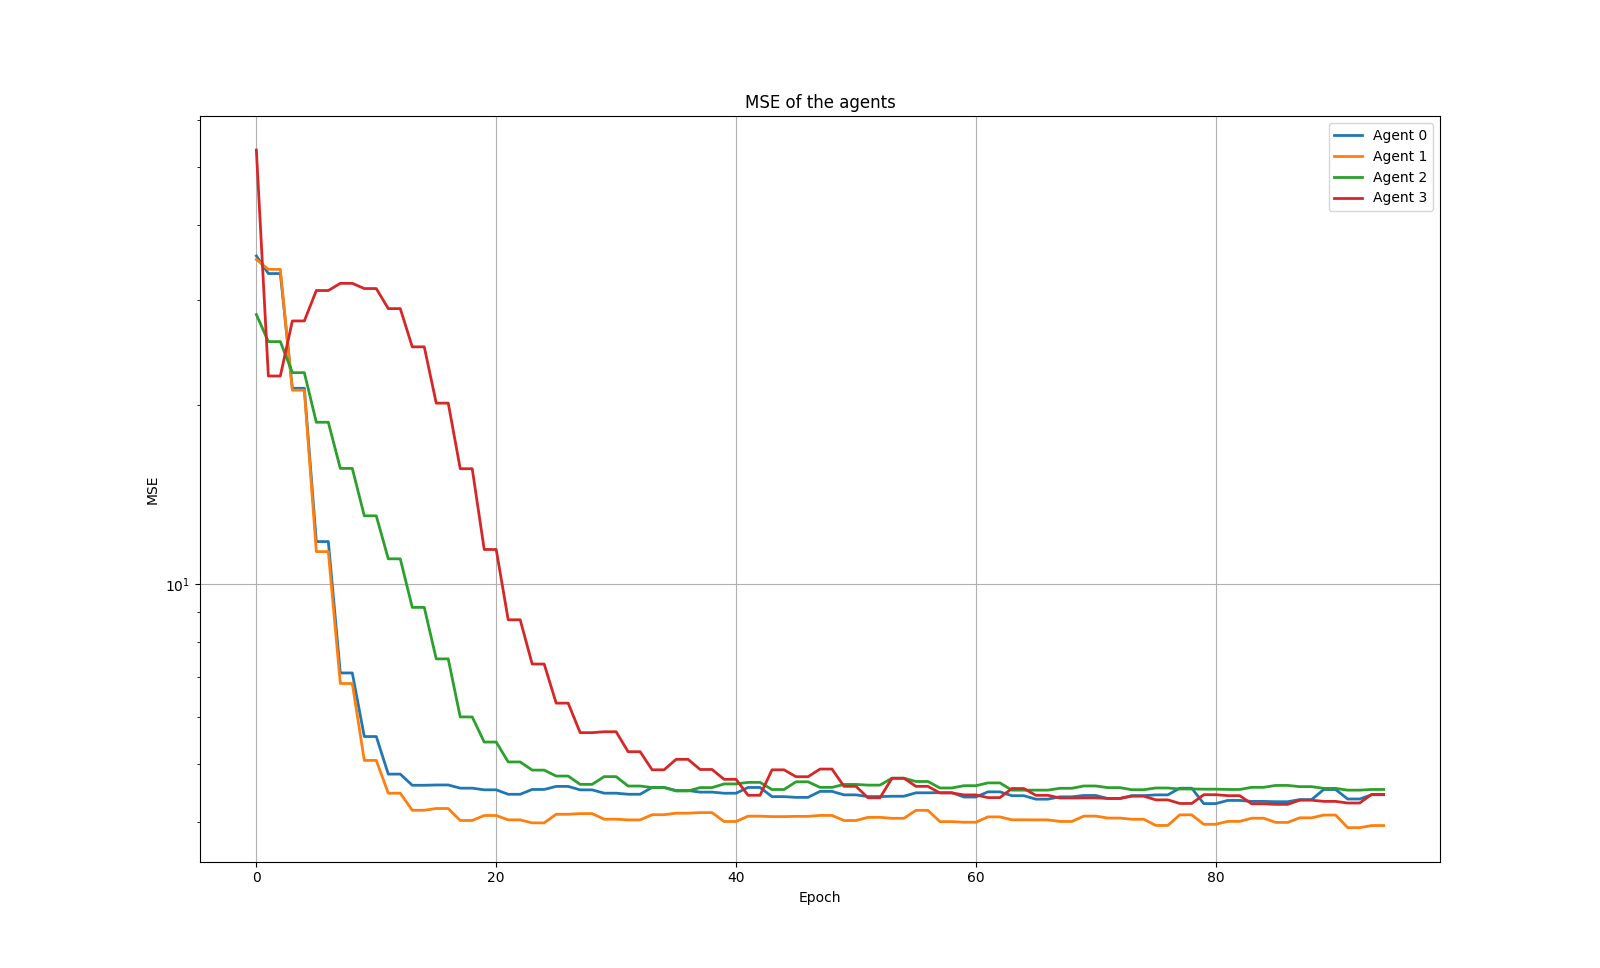 MSE of the agents
Agent 0
Agent 1
Agent 2
Agent 3
MSE
10¹
0 20 40 60 80
Epoch